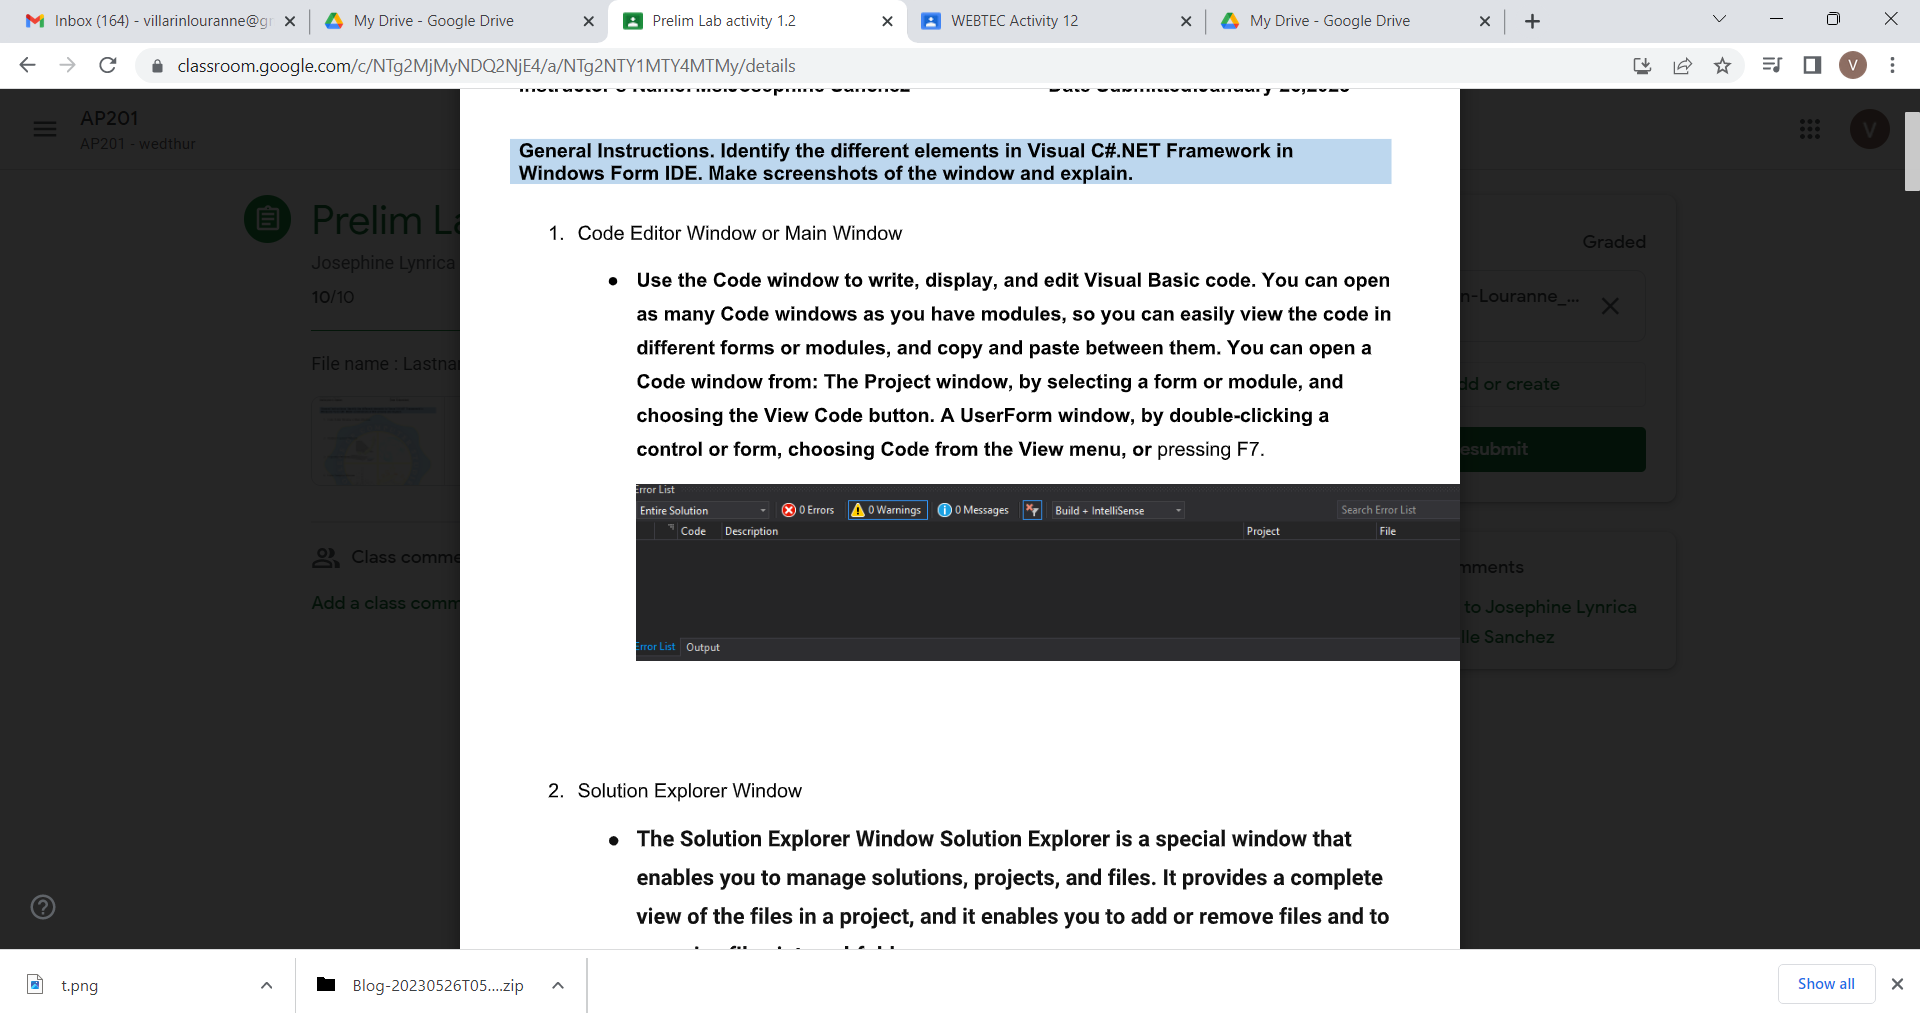 Inbox (164) - villarinlouranne@gr
My Drive - Google Drive
Prelim Lab activity 1.2
WEBTEC Activity 12
My Drive - Google Drive
classroom.google.com/c/NTg2MjMyNDQ2NjE4/a/NTg2NTY1MTY4MTMy/details
V
AP201
AP201 - wedthur
V
General Instructions. Identify the different elements in Visual C#.NET Framework in
Windows Form IDE. Make screenshots of the window and explain.
Prelim La
Josephine Lynrica
10/10
File name : Lastna
Class comme
Add a class comm
Graded
n-Louranne_...
dd or create
esubmit
mments
to Josephine Lynrica
lle Sanchez
1. Code Editor Window or Main Window
• Use the Code window to write, display, and edit Visual Basic code. You can open
as many Code windows as you have modules, so you can easily view the code in
different forms or modules, and copy and paste between them. You can open a
Code window from: The Project window, by selecting a form or module, and
choosing the View Code button. A UserForm window, by double-clicking a
control or form, choosing Code from the View menu, or pressing F7.
Error List
Entire Solution 0 Errors 0 Warnings 0 Messages Build + IntelliSense Search Error List
Code Description Project File
Error List Output
2. Solution Explorer Window
• The Solution Explorer Window Solution Explorer is a special window that
enables you to manage solutions, projects, and files. It provides a complete
view of the files in a project, and it enables you to add or remove files and to
t.png
Blog-20230526T05....zip
Show all